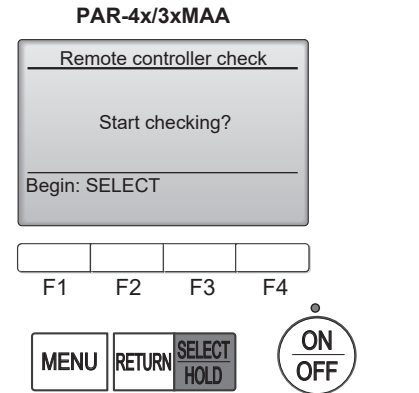 PAR-4x/3xMAA
Remote controller check
Start checking?
Begin: SELECT
F1 F2 F3 F4
MENU RETURN SELECT HOLD ON OFF